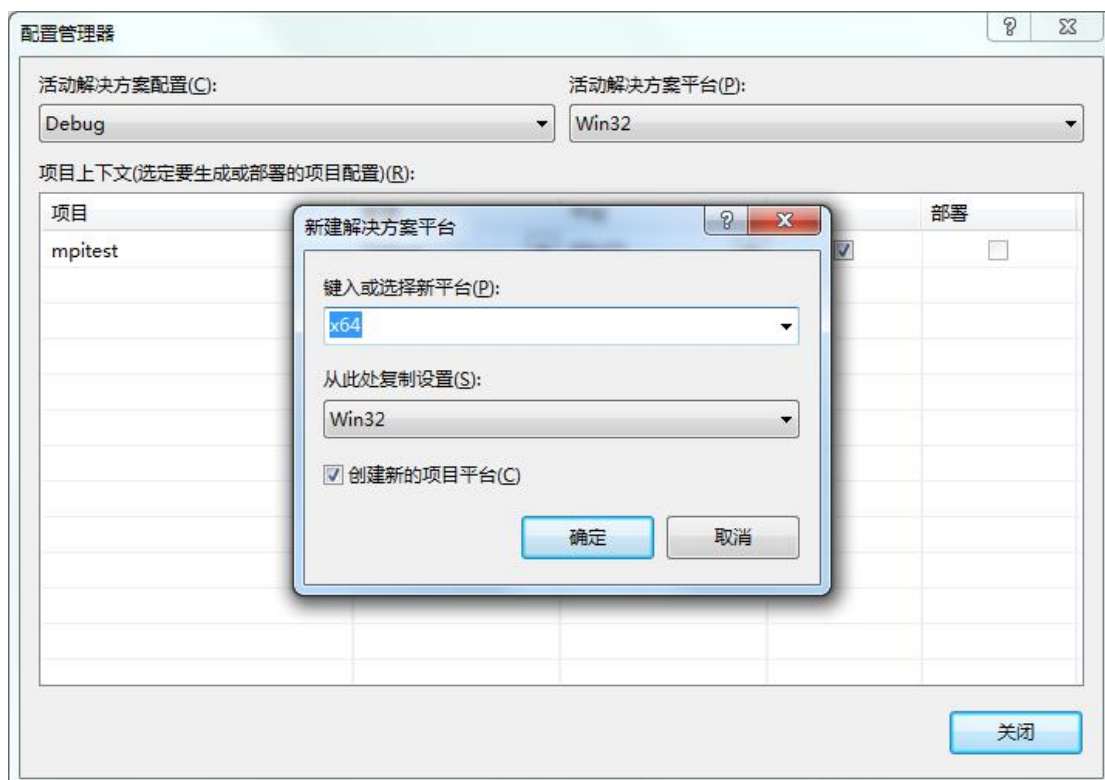 配置管理器
活动解决方案配置(C):
活动解决方案平台(P):
Debug
Win32
项目上下文(选定要生成或部署的项目配置)(R):
项目
部署
mpitest
新建解决方案平台
键入或选择新平台(P):
x64
从此处复制设置(S):
Win32
创建新的项目平台(C)
确定
取消
关闭